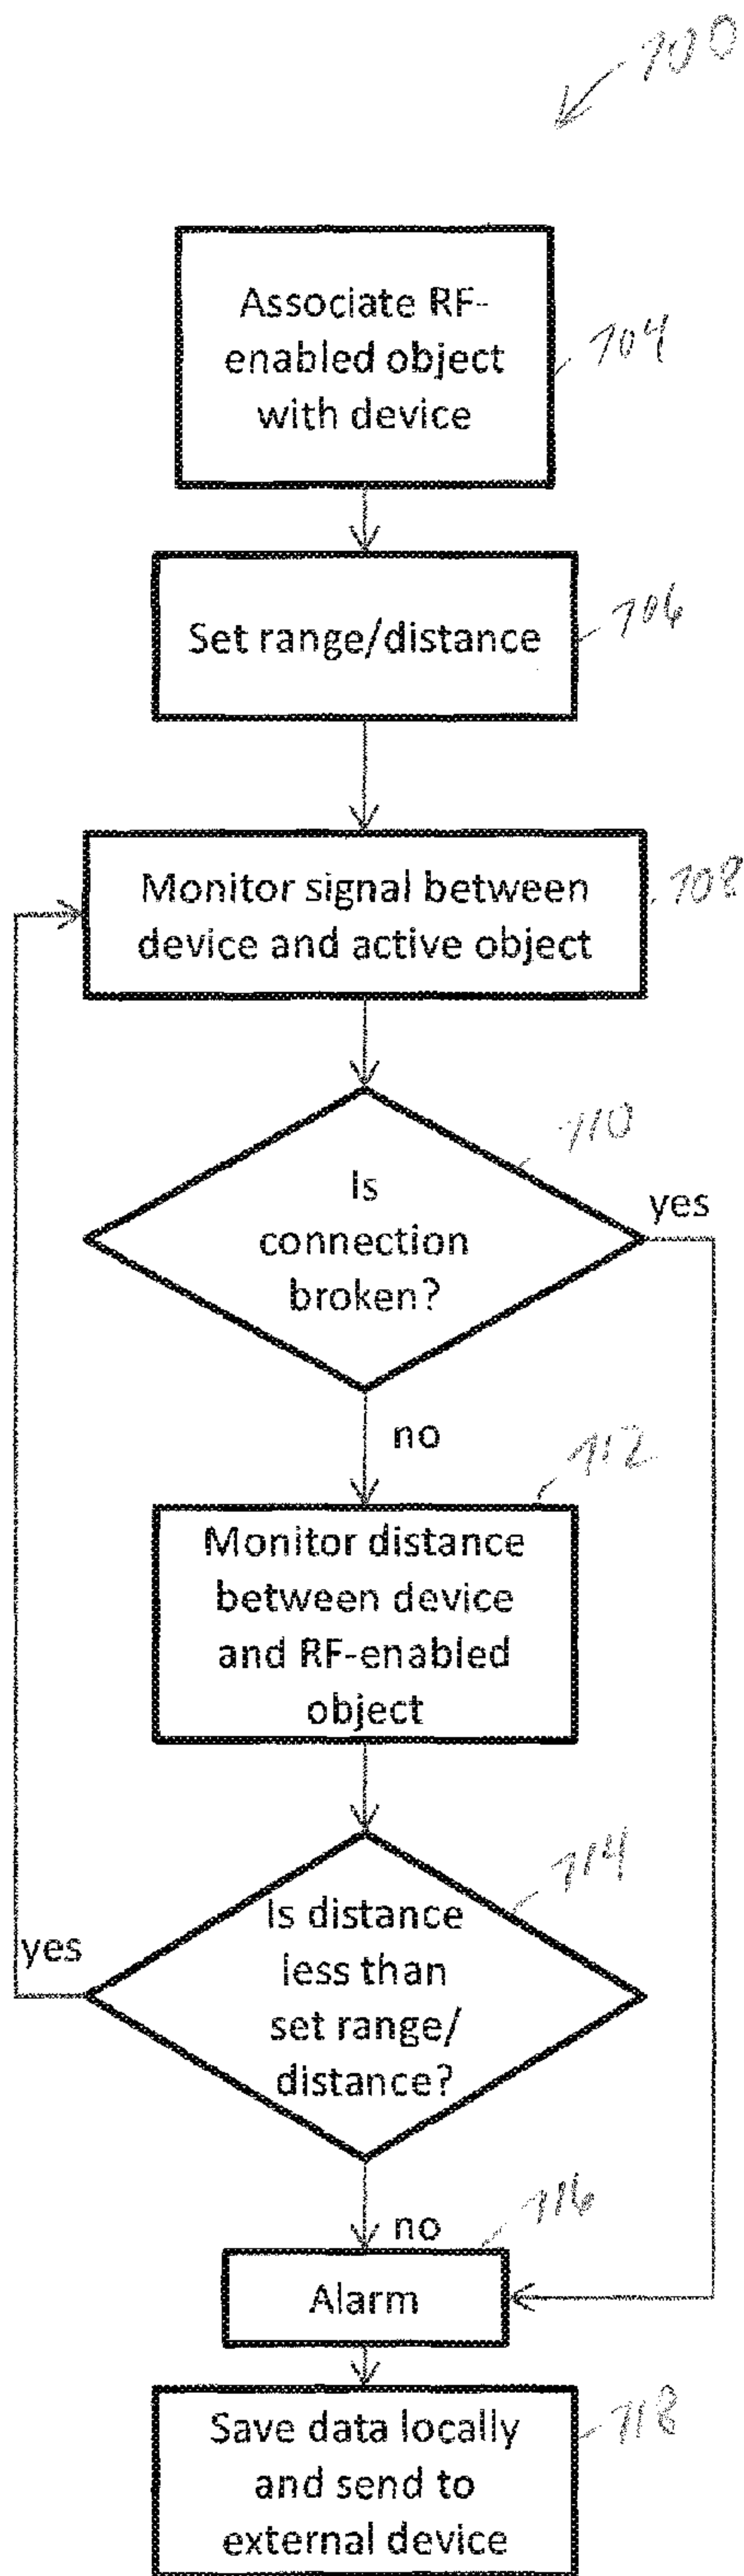 700
Associate RF-
enabled object
with device
704
Set range/distance
706
Monitor signal between
device and active object
708
Is
connection
broken?
710
yes
no
712
Monitor distance
between device
and RF-enabled
object
Is distance
less than
set range/
distance?
714
yes
no
716
Alarm
Save data locally
and send to
external device
718